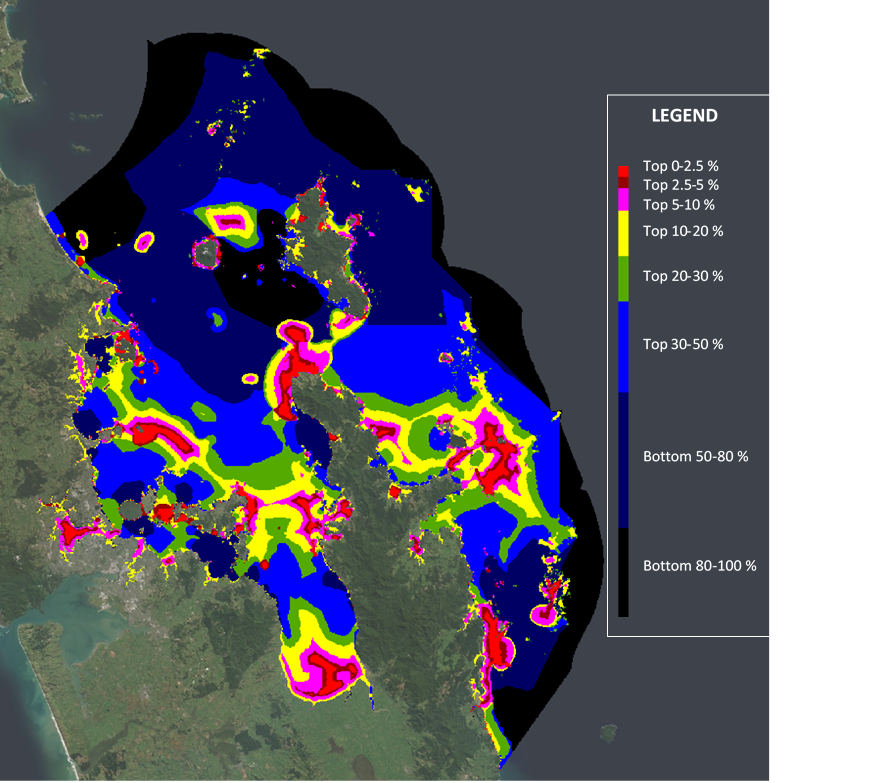 LEGEND
Top 0-2.5 %
Top 2.5-5 %
Top 5-10 %
Top 10-20 %
Top 20-30 %
Top 30-50 %
Bottom 50-80 %
Bottom 80-100 %